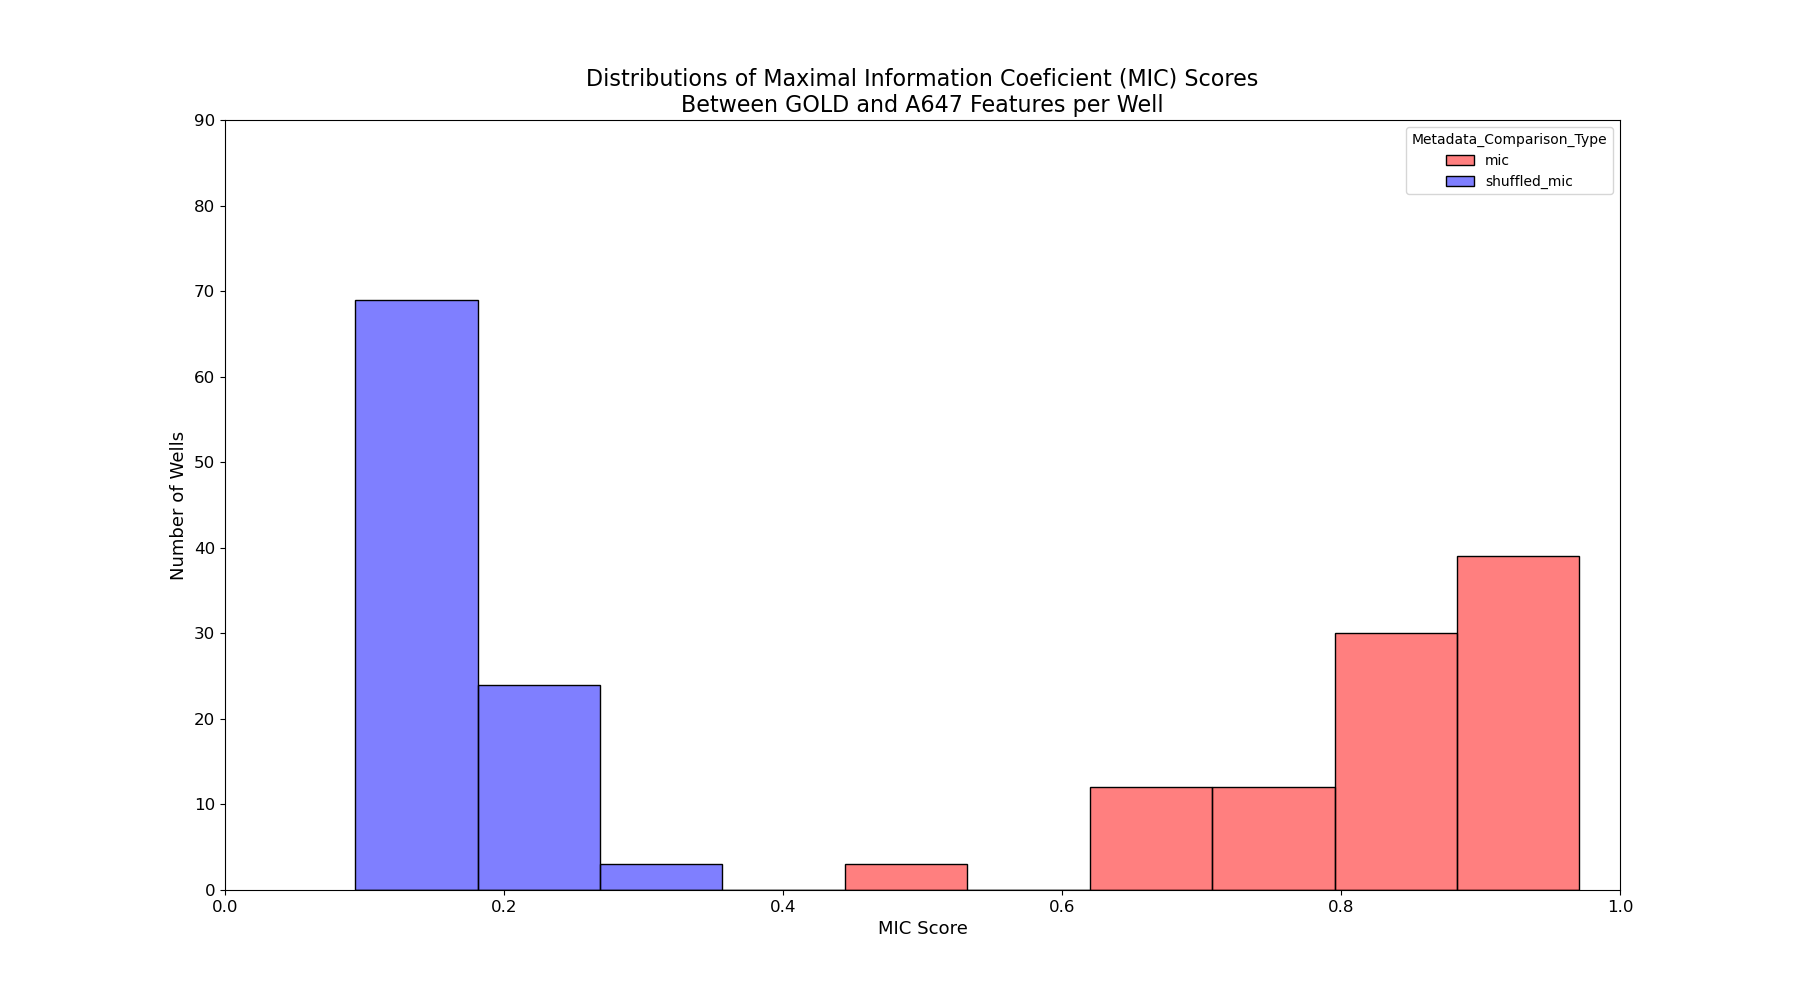 Distributions of Maximal Information Coeficient (MIC) Scores
Between GOLD and A647 Features per Well
Metadata_Comparison_Type
mic
shuffled_mic
Number of Wells
90
80
70
60
50
40
30
20
10
0
0.0 0.2 0.4 0.6 0.8 1.0
MIC Score